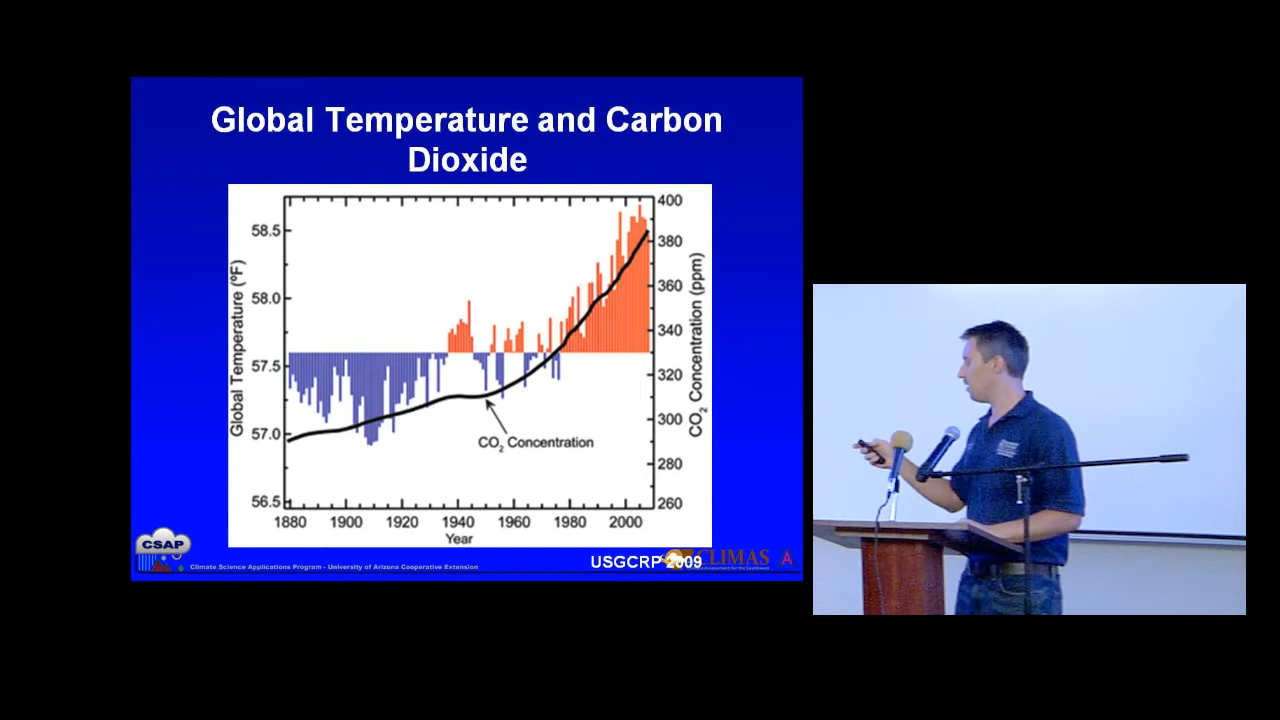 Global Temperature and Carbon
Dioxide
Global Temperature (ºF)
58.5
58.0
57.5
57.0
56.5
400
380
360
340
320
300
280
260
CO₂ Concentration (ppm)
CO₂ Concentration
1880 1900 1920 1940 1960 1980 2000
Year
CSAP
Climate Science Applications Program - University of Arizona Cooperative Extension
USGCRP 2009
CLIMAS
A